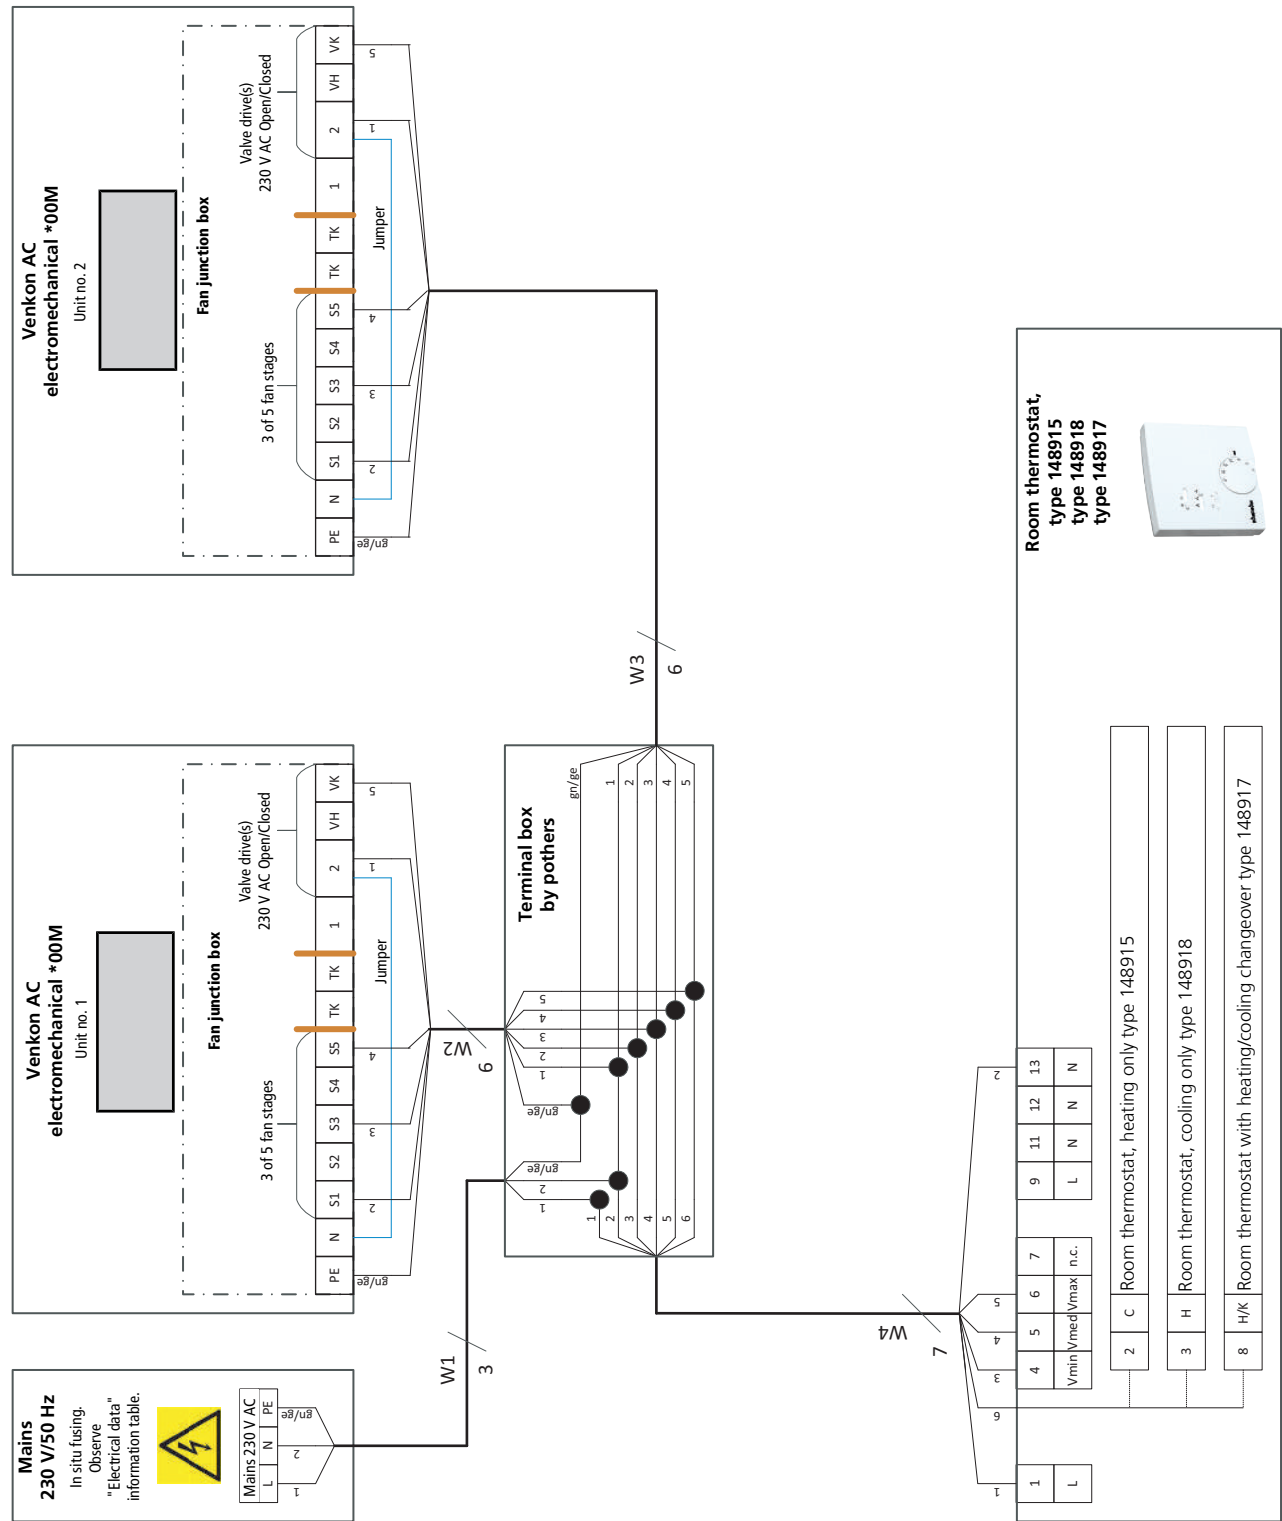 Mains
230 V/50 Hz
In situ fusing.
Observe
"Electrical data"
information table.
Mains 230 V AC
L N PE
1 2 gn/ge
W1
3
Venkon AC
electromechanical *00M
Unit no. 1
Fan junction box
3 of 5 fan stages
Valve drive(s)
230 V AC Open/Closed
PE N S1 S2 S3 S4 S5 TK TK 1 2 VH VK
gn/ge 2 3 4 1 5
Jumper
W2
6
Venkon AC
electromechanical *00M
Unit no. 2
Fan junction box
3 of 5 fan stages
Valve drive(s)
230 V AC Open/Closed
PE N S1 S2 S3 S4 S5 TK TK 1 2 VH VK
gn/ge 2 3 4 1 5
Jumper
W3
6
Terminal box
by pothers
1 2 gn/ge
gn/ge 1 2 3 4 5
gn/ge
1
2
3
4
5
1
2
3
4
5
6
W4
7
Room thermostat,
type 148915
type 148918
type 148917
1 6 3 4 5 2
1 4 5 6 7 9 11 12 13
L Vmin Vmed Vmax n.c. L N N N
2 C Room thermostat, heating only type 148915
3 H Room thermostat, cooling only type 148918
8 H/K Room thermostat with heating/cooling changeover type 148917